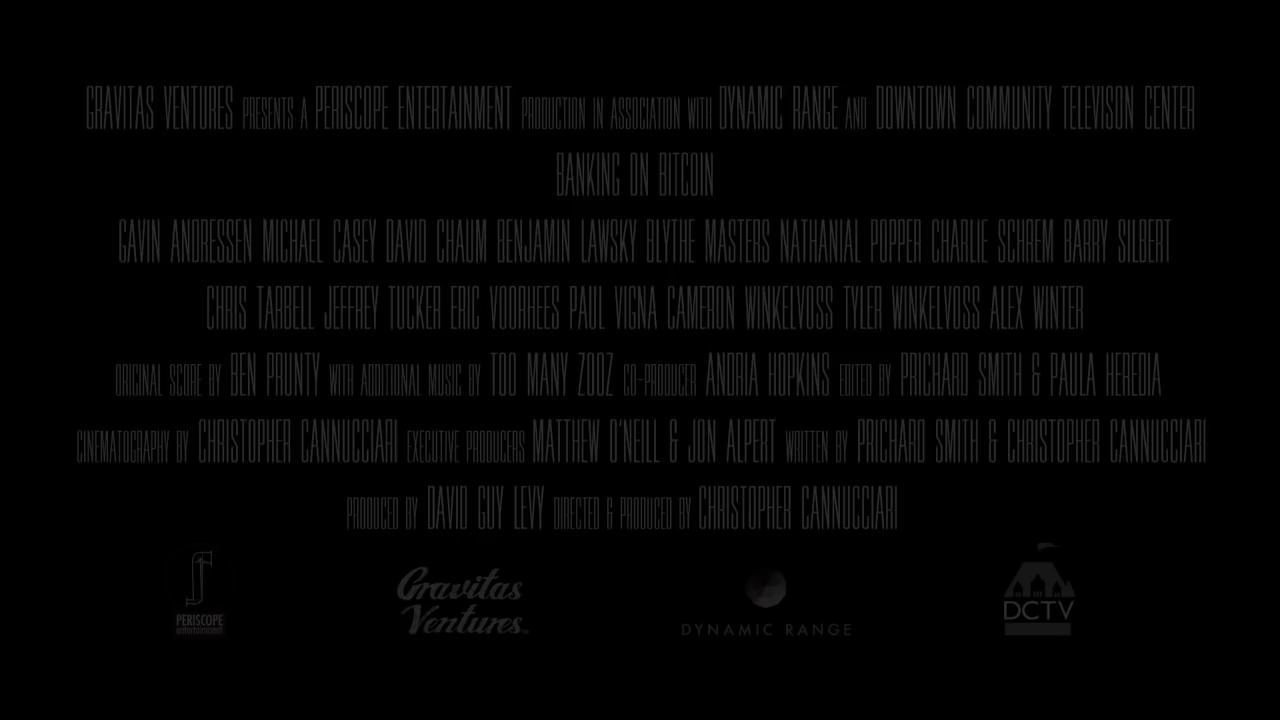 GRAVITAS VENTURES PRESENTS A PERISCOPE ENTERTAINMENT PRODUCTION IN ASSOCIATION WITH DYNAMIC RANGE AND DOWNTOWN COMMUNITY TELEVISON CENTER
BANKING ON BITCOIN
GAVIN ANDRESSEN MICHAEL CASEY DAVID CHAUM BENJAMIN LAWSKY BLYTHE MASTERS NATHANIAL POPPER CHARLIE SCHREM BARRY SILBERT
CHRIS TARBELL JEFFREY TUCKER ERIC VOORHEES PAUL VIGNA CAMERON WINKELVOSS TYLER WINKELVOSS ALEX WINTER
ORIGINAL SCORE BY BEN PRUNTY WITH ADDITIONAL MUSIC BY TOO MANY ZOOZ CO-PRODUCER ANDRIA HOPKINS EDITED BY PRICHARD SMITH & PAULA HEREDIA
CINEMATOGRAPHY BY CHRISTOPHER CANNUCCIARI EXECUTIVE PRODUCERS MATTHEW O'NEILL & JON ALPERT WRITTEN BY PRICHARD SMITH & CHRISTOPHER CANNUCCIARI
PRODUCED BY DAVID GUY LEVY DIRECTED & PRODUCED BY CHRISTOPHER CANNUCCIARI
PERISCOPE
entertainment
Gravitas
Ventures
DYNAMIC RANGE
DCTV